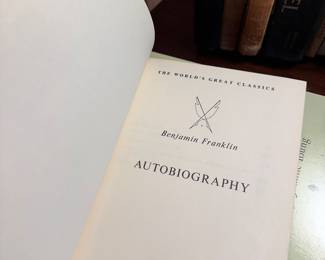 THE WORLD'S GREAT CLASSICS
Benjamin Franklin
AUTOBIOGRAPHY